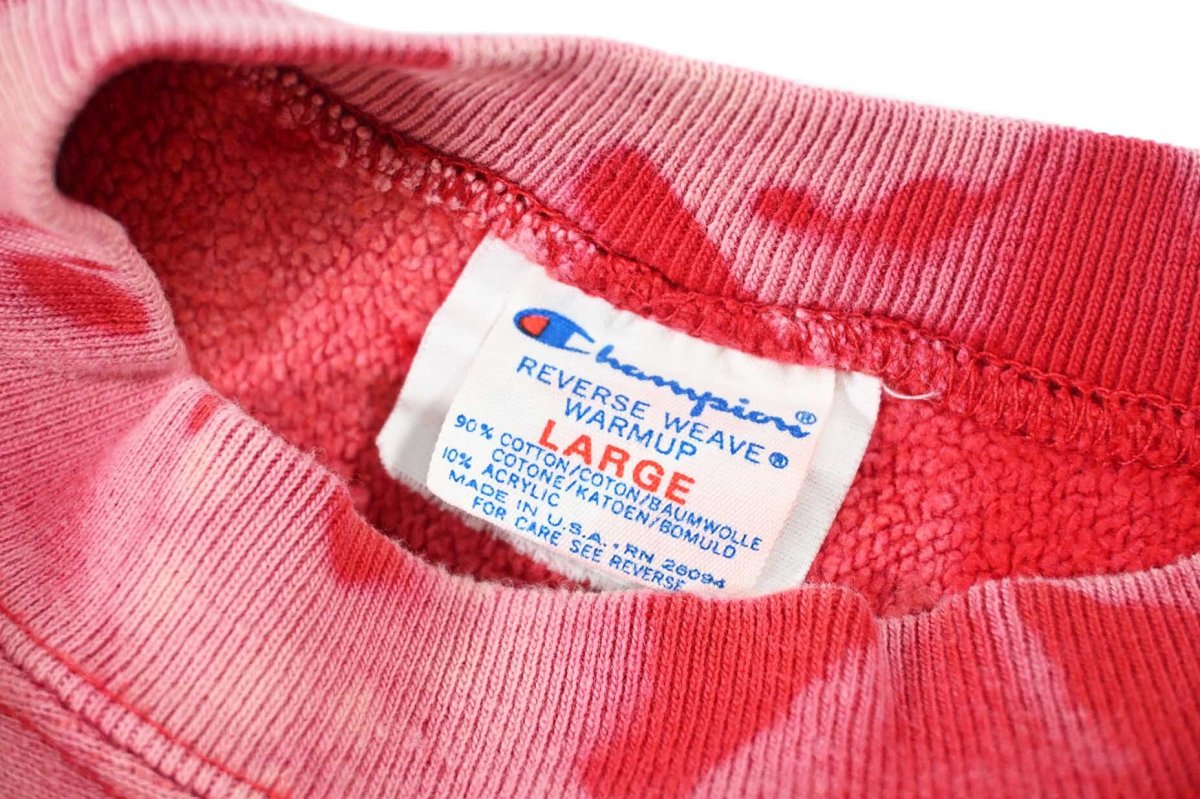 Champion®
REVERSE WEAVE®
WARMUP
LARGE
90% COTTON/COTON/BAUMWOLLE
COTONE/KATOEN/BOMULD
10% ACRYLIC
MADE IN U.S.A. • RN 26094
FOR CARE SEE REVERSE